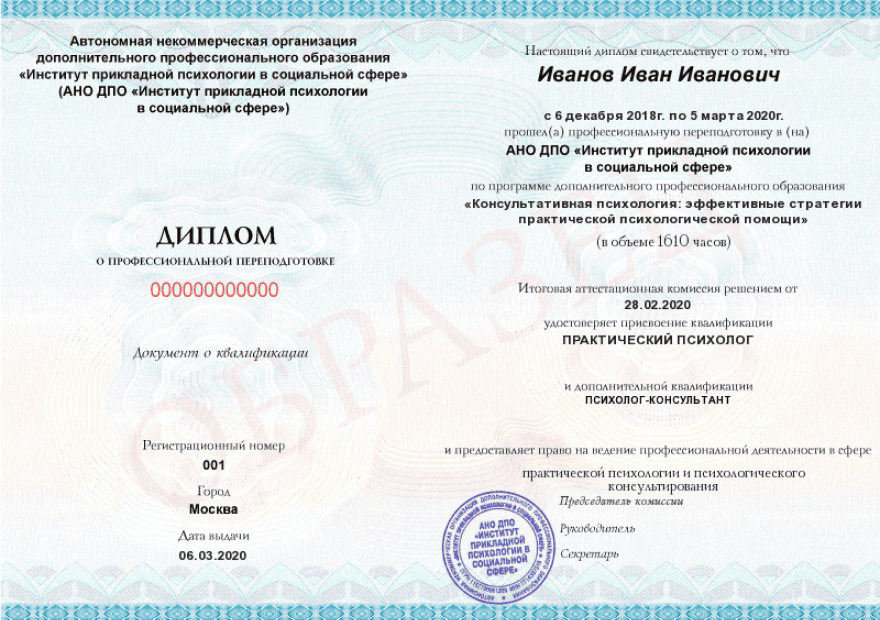 Автономная некоммерческая организация
дополнительного профессионального образования
«Институт прикладной психологии в социальной сфере»
(АНО ДПО «Институт прикладной психологии
в социальной сфере»)
ДИПЛОМ
О ПРОФЕССИОНАЛЬНОЙ ПЕРЕПОДГОТОВКЕ
000000000000
Документ о квалификации
Регистрационный номер
001
Город
Москва
Дата выдачи
06.03.2020
Настоящий диплом свидетельствует о том, что
Иванов Иван Иванович
с 6 декабря 2018г. по 5 марта 2020г.
прошел(а) профессиональную переподготовку в (на)
АНО ДПО «Институт прикладной психологии
в социальной сфере»
по программе дополнительного профессионального образования
«Консультативная психология: эффективные стратегии
практической психологической помощи»
(в объеме 1610 часов)
Итоговая аттестационная комиссия решением от
28.02.2020
удостоверяет присвоение квалификации
ПРАКТИЧЕСКИЙ ПСИХОЛОГ
и дополнительной квалификации
ПСИХОЛОГ-КОНСУЛЬТАНТ
и предоставляет право на ведение профессиональной деятельности в сфере
практической психологии и психологического
консультирования
Председатель комиссии
Руководитель
Секретарь
АНО ДПО
«ИНСТИТУТ
ПРИКЛАДНОЙ
ПСИХОЛОГИИ В
СОЦИАЛЬНОЙ
СФЕРЕ»
ОБРАЗЕЦ